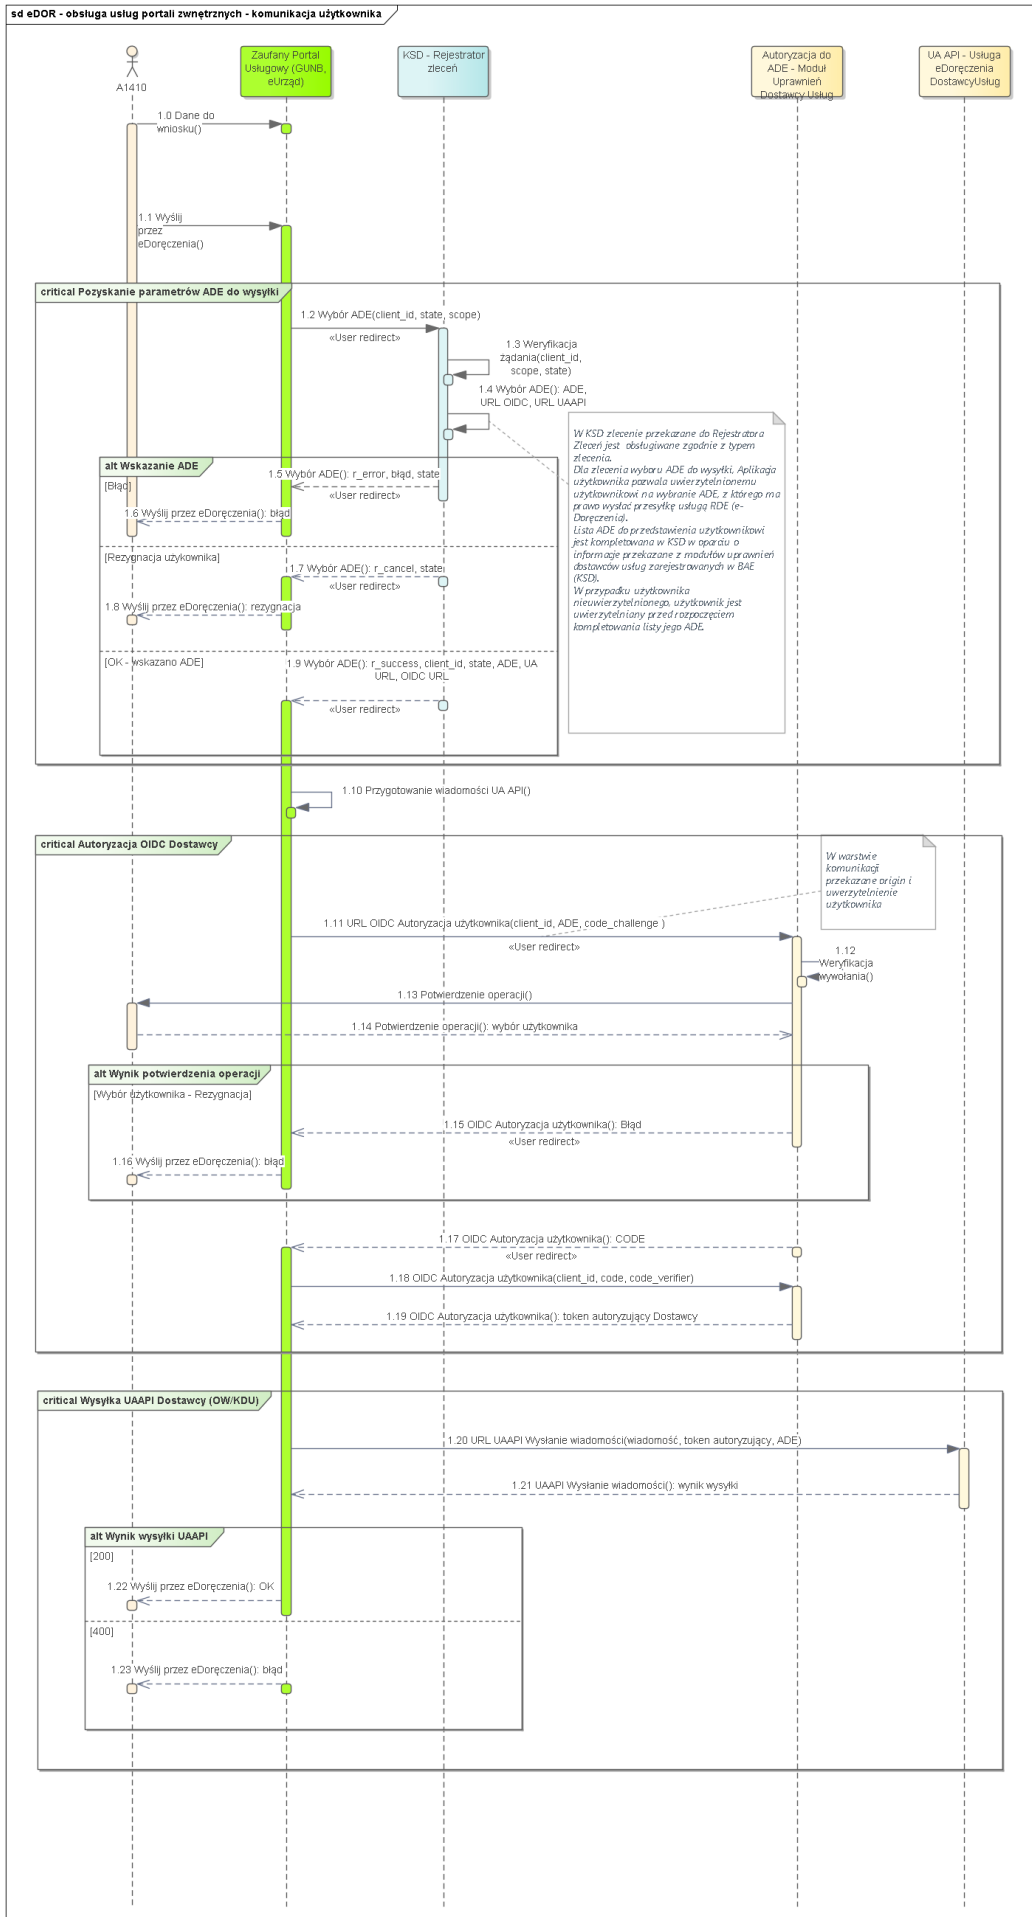 sd eDOR - obsługa usług portali zwnętrznych - komunikacja użytkownika
A1410
Zaufany Portal
Usługowy (GUNB,
eUrząd)
KSD - Rejestrator
zleceń
Autoryzacja do
ADE - Moduł
Uprawnień
Dostawcy Usług
UA API - Usługa
eDoręczenia
DostawcyUsług
1.0 Dane do
wniosku()
1.1 Wyślij
przez
eDoręczenia()
critical Pozyskanie parametrów ADE do wysyłki
1.2 Wybór ADE(client_id, state, scope)
«User redirect»
1.3 Weryfikacja
żądania(client_id,
scope, state)
1.4 Wybór ADE(): ADE,
URL OIDC, URL UAAPI
W KSD zlecenie przekazane do Rejestratora
Zleceń jest  obsługiwane zgodnie z typem
zlecenia.
Dla zlecenia wyboru ADE do wysyłki, Aplikacja
użytkownika pozwala uwierzytelnionemu
użytkownikowi na wybranie ADE, z którego ma
prawo wysłać przesyłkę usługą RDE (e-
Doręczenia).
Lista ADE do przedstawienia użytkownikowi
jest kompletowana w KSD w oparciu o
informacje przekazane z modułów uprawnień
dostawców usług zarejestrowanych w BAE
(KSD).
W przypadku użytkownika
nieuwierzytelnionego, użytkownik jest
uwierzytelniany przed rozpoczęciem
kompletowania listy jego ADE.
alt Wskazanie ADE
[Błąd]
1.5 Wybór ADE(): r_error, błąd, state
«User redirect»
1.6 Wyślij przez eDoręczenia(): błąd
[Rezygnacja użykownika]
1.7 Wybór ADE(): r_cancel, state
«User redirect»
1.8 Wyślij przez eDoręczenia(): rezygnacja
[OK - wskazano ADE]
1.9 Wybór ADE(): r_success, client_id, state, ADE, UA
URL, OIDC URL
«User redirect»
1.10 Przygotowanie wiadomości UA API()
critical Autoryzacja OIDC Dostawcy
W warstwie
komunikacji
przekazane origin i
uwerzytelnienie
użytkownika
1.11 URL OIDC Autoryzacja użytkownika(client_id, ADE, code_challenge )
«User redirect»
1.12
Weryfikacja
wywołania()
1.13 Potwierdzenie operacji()
1.14 Potwierdzenie operacji(): wybór użytkownika
alt Wynik potwierdzenia operacji
[Wybór użytkownika - Rezygnacja]
1.15 OIDC Autoryzacja użytkownika(): Błąd
«User redirect»
1.16 Wyślij przez eDoręczenia(): błąd
1.17 OIDC Autoryzacja użytkownika(): CODE
«User redirect»
1.18 OIDC Autoryzacja użytkownika(client_id, code, code_verifier)
1.19 OIDC Autoryzacja użytkownika(): token autoryzujący Dostawcy
critical Wysyłka UAAPI Dostawcy (OW/KDU)
1.20 URL UAAPI Wysłanie wiadomości(wiadomość, token autoryzujący, ADE)
1.21 UAAPI Wysłanie wiadomości(): wynik wysyłki
alt Wynik wysyłki UAAPI
[200]
1.22 Wyślij przez eDoręczenia(): OK
[400]
1.23 Wyślij przez eDoręczenia(): błąd